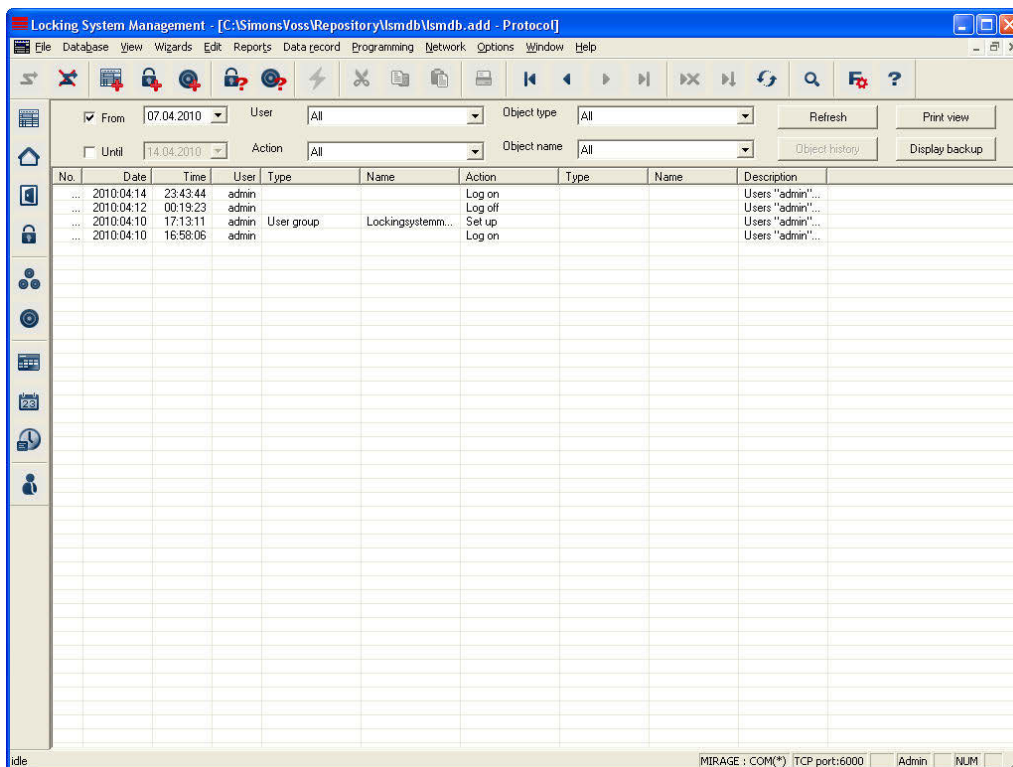 Locking System Management - [C:\SimonsVoss\Repository\lsmdb\lsmdb.add - Protocol]
File Database View Wizards Edit Reports Data record Programming Network Options Window Help
From 07.04.2010 User All Object type All Refresh Print view
Until 14.04.2010 Action All Object name All Object history Display backup
No. Date Time User Type Name Action Type Name Description
... 2010:04:14 23:43:44 admin Log on Users "admin"...
... 2010:04:12 00:19:23 admin Log off Users "admin"...
... 2010:04:10 17:13:11 admin User group Lockingsystemm... Set up Users "admin"...
... 2010:04:10 16:58:06 admin Log on Users "admin"...
23
idle MIRAGE : COM(*) TCP port:6000 Admin NUM